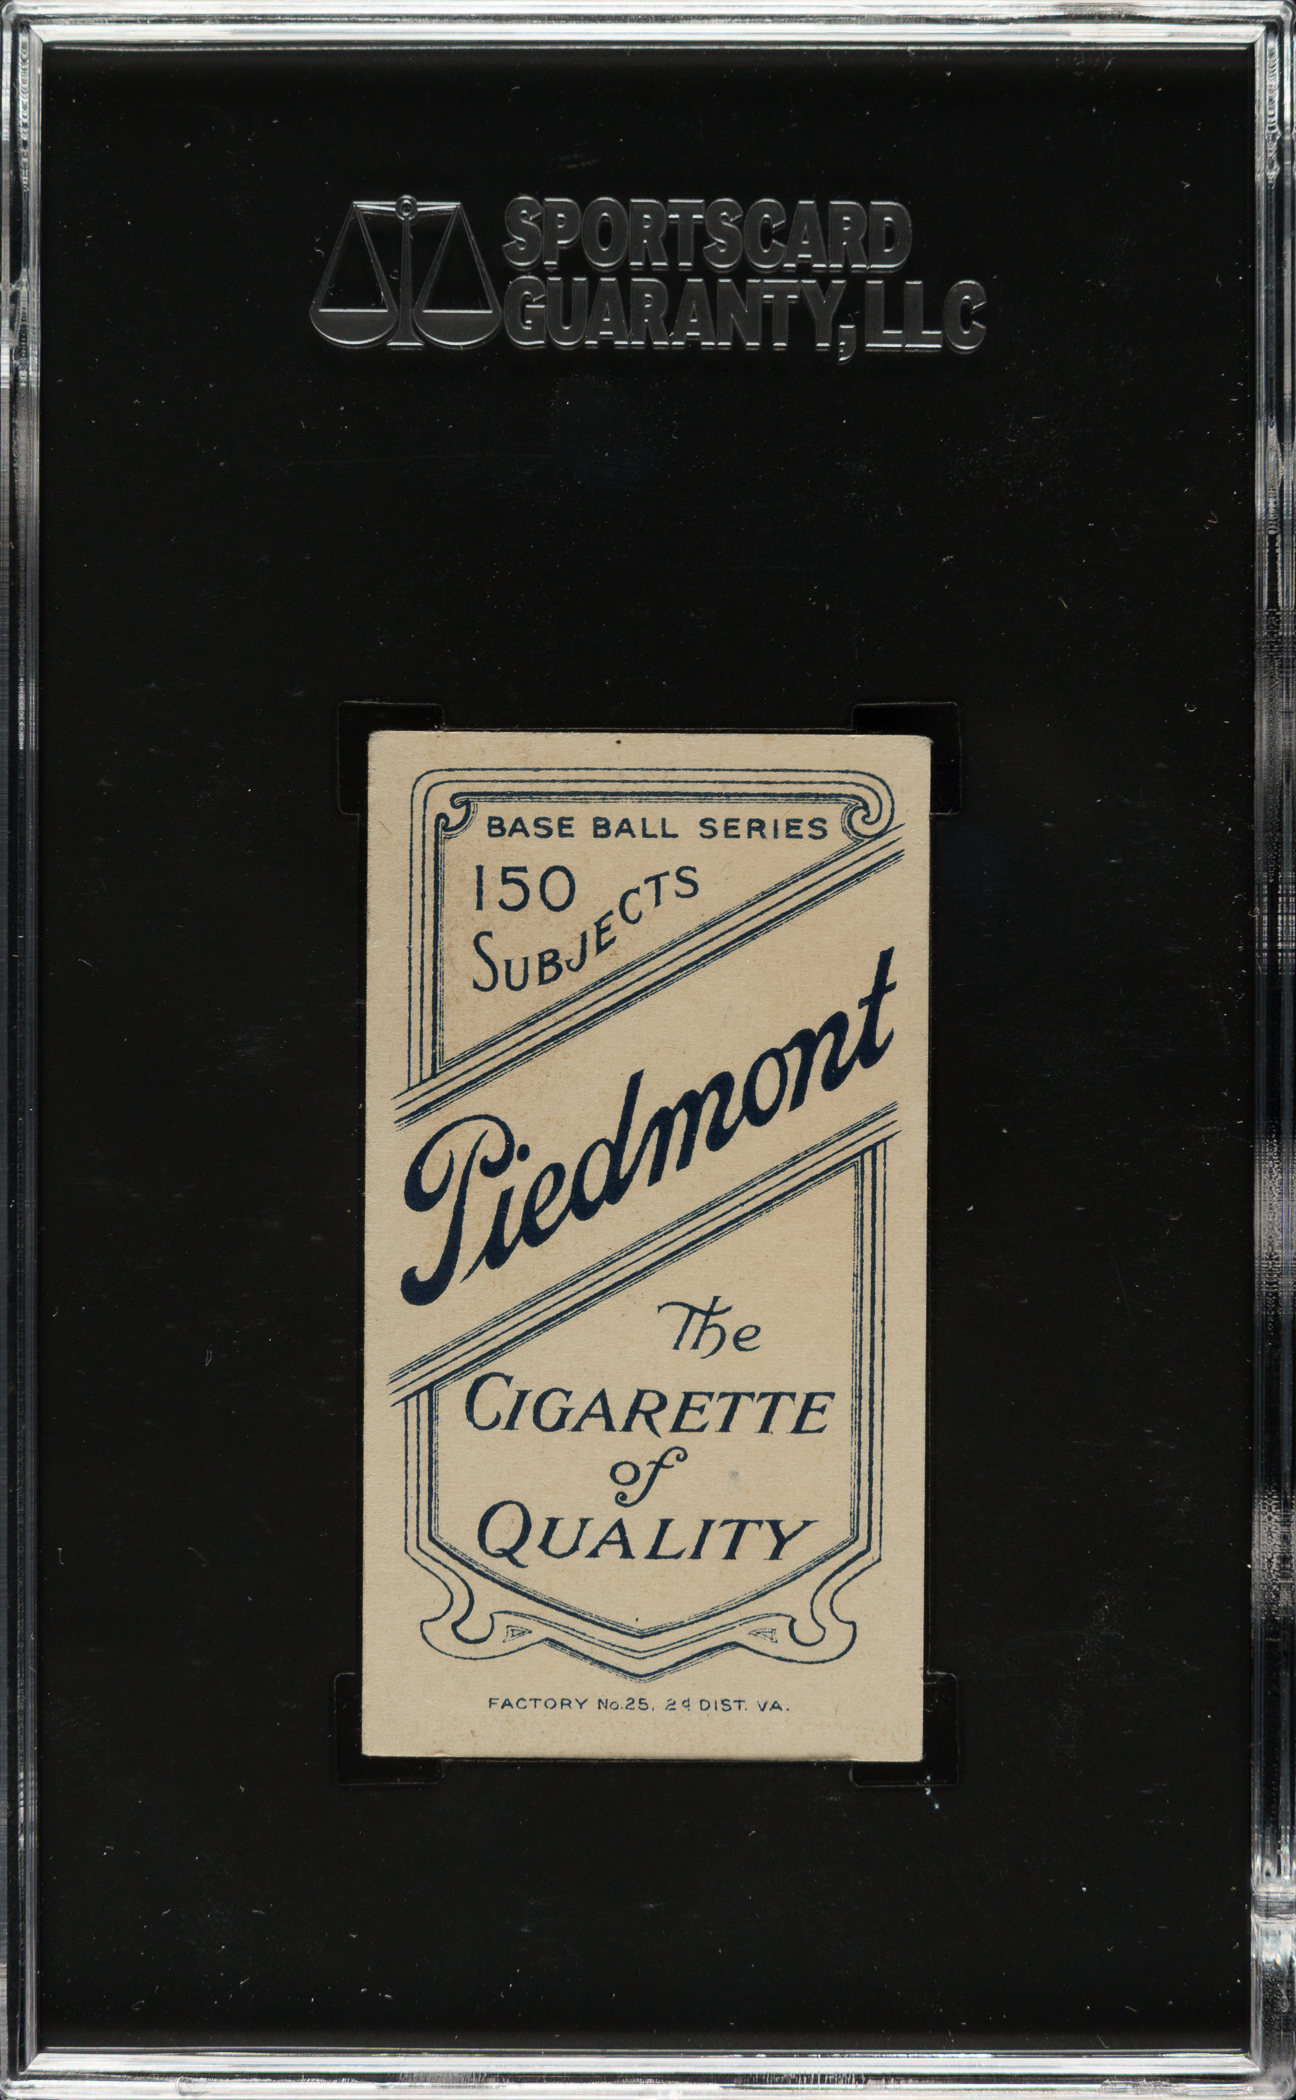 SPORTSCARD
GUARANTY, LLC
BASE BALL SERIES
150
SUBJECTS
Piedmont
The
CIGARETTE
of
QUALITY
FACTORY No. 25, 2d DIST. VA.